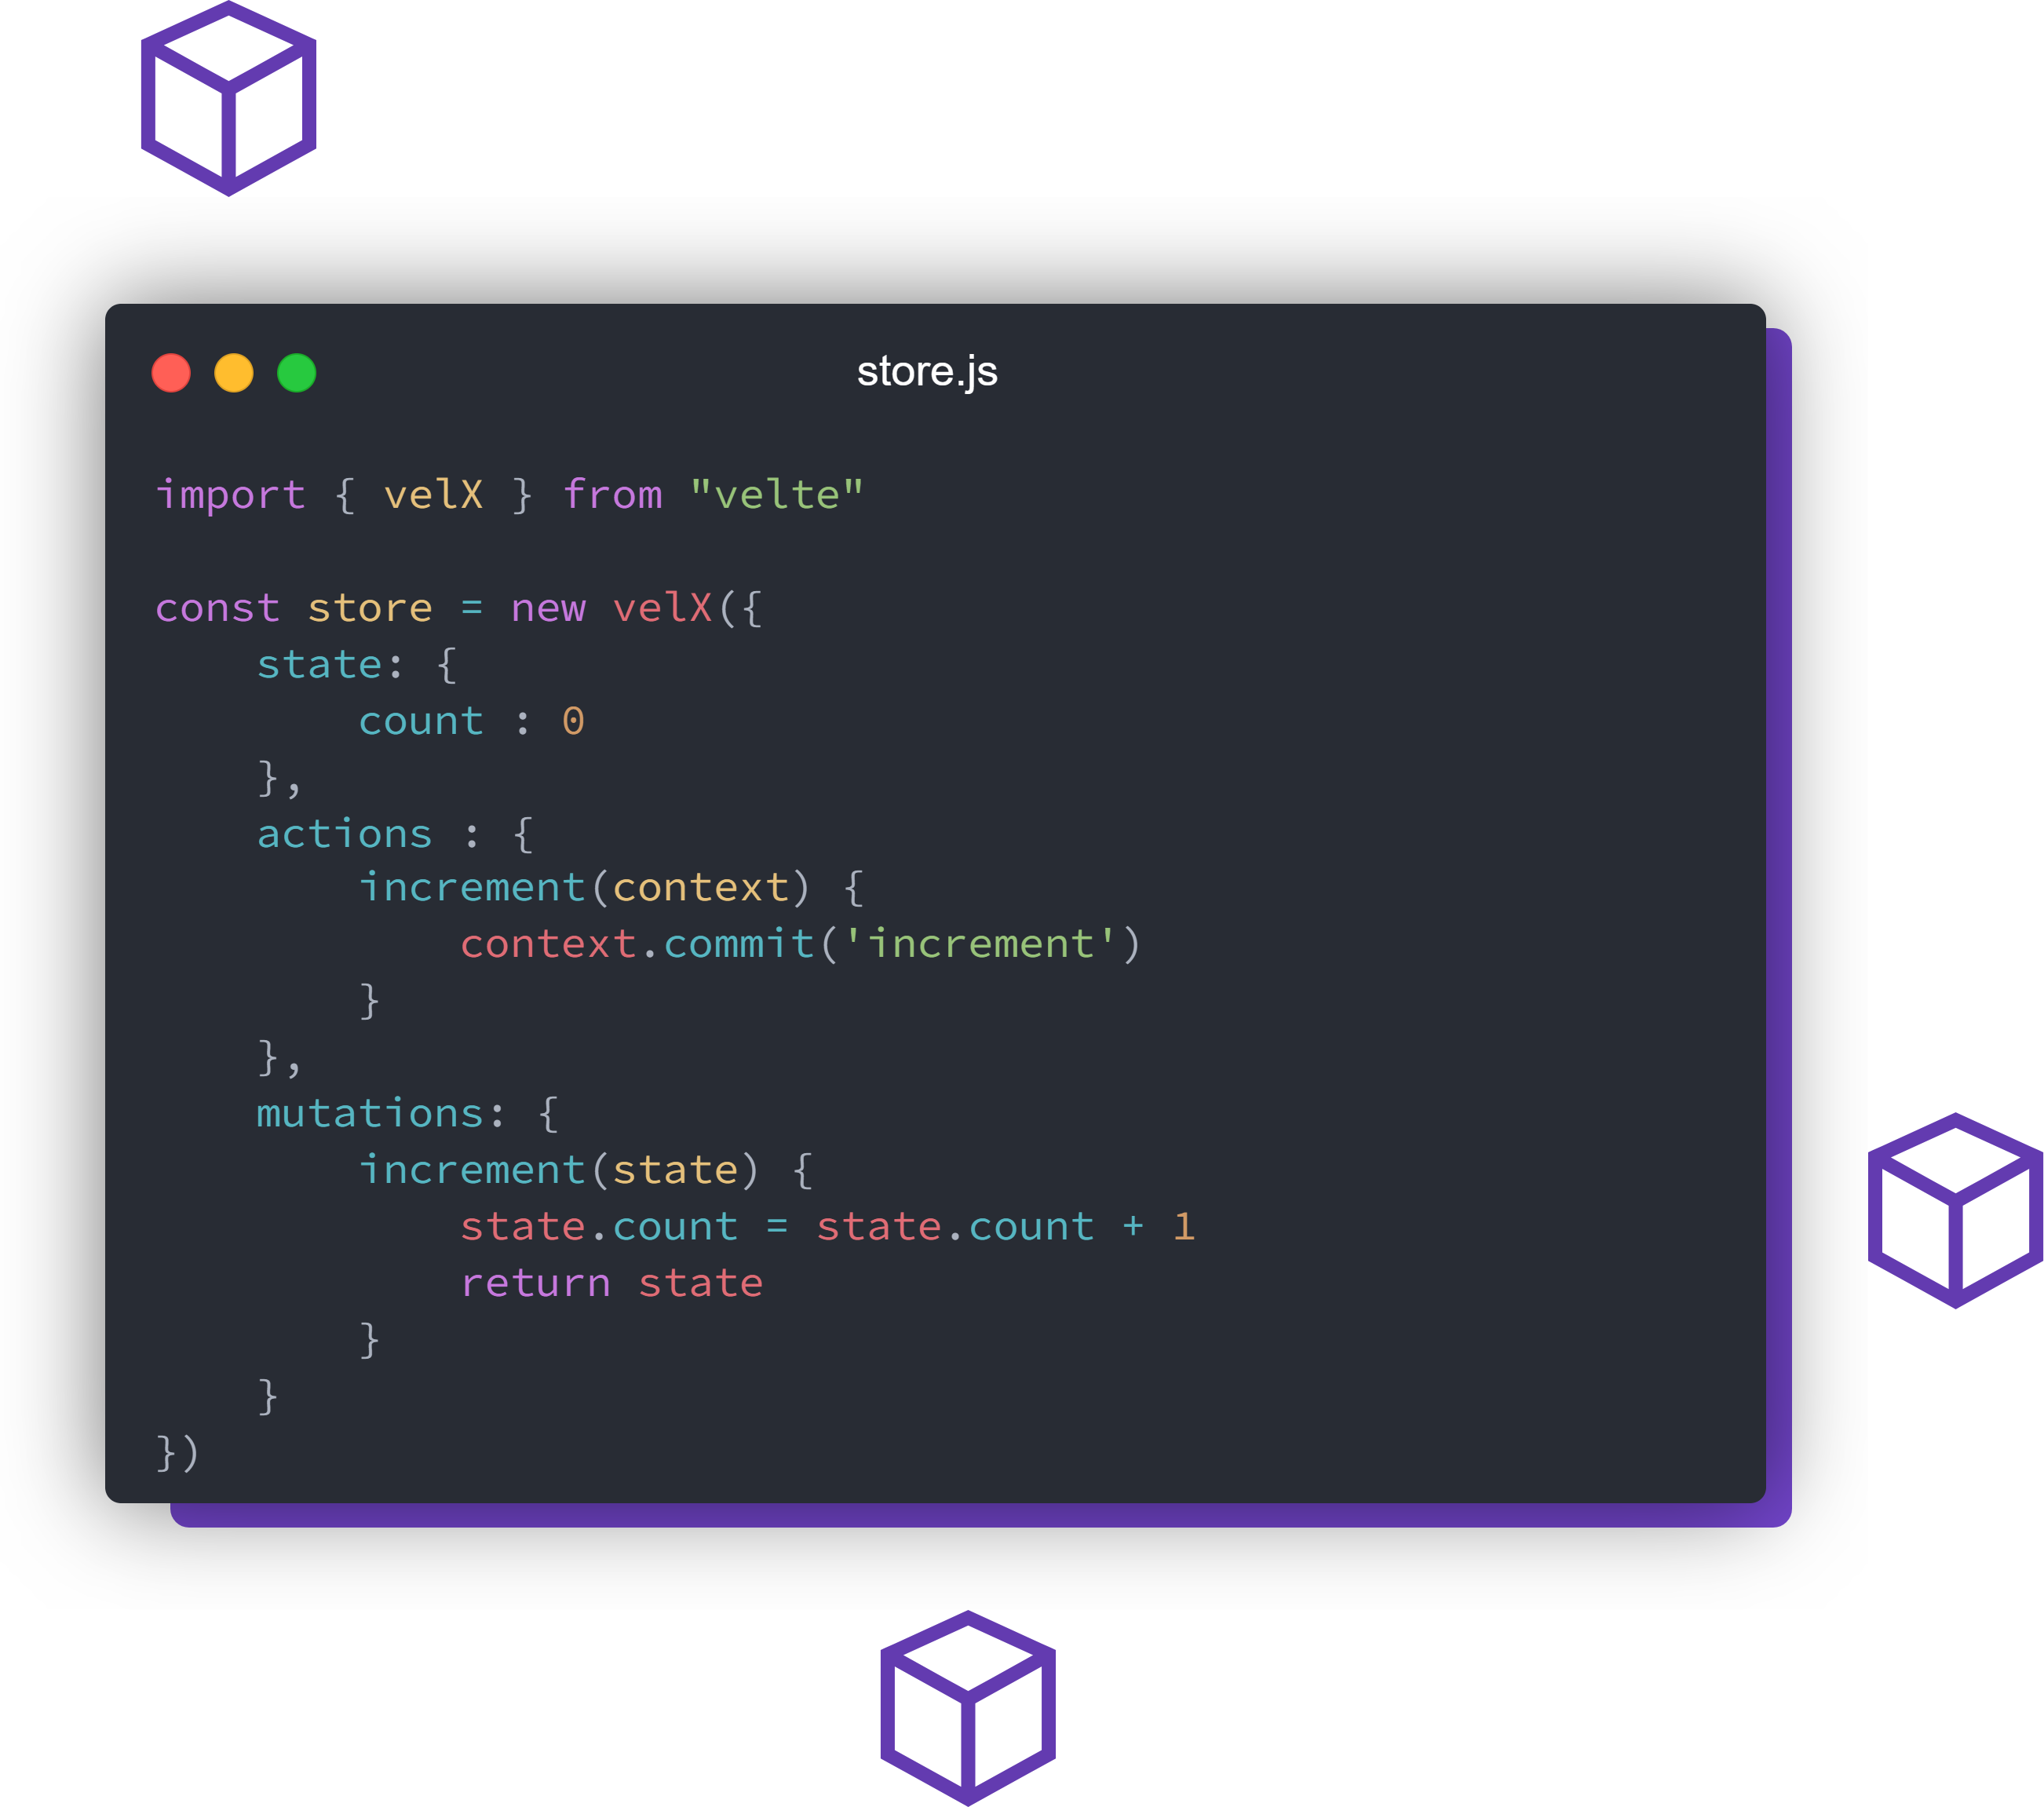 store.js
import { velX } from "velte"
const store = new velX({
    state: {
        count : 0
    },
    actions : {
        increment(context) {
            context.commit('increment')
        }
    },
    mutations: {
        increment(state) {
            state.count = state.count + 1
            return state
        }
    }
})